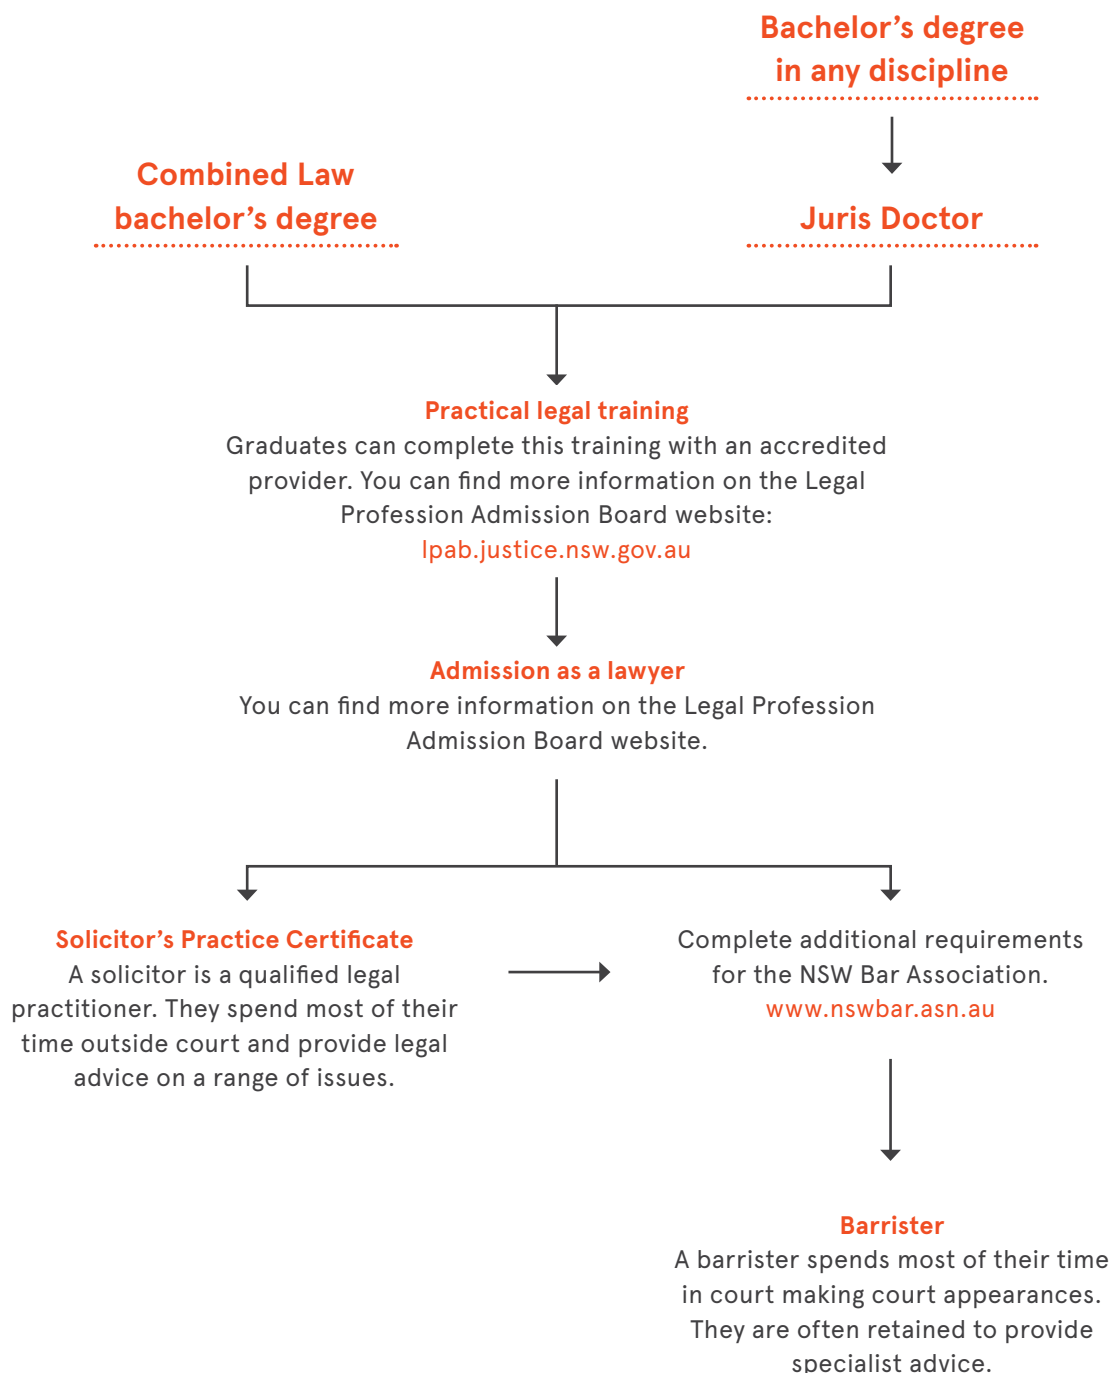 Bachelor’s degree
in any discipline
Combined Law
bachelor’s degree
Juris Doctor
Practical legal training
Graduates can complete this training with an accredited
provider. You can find more information on the Legal
Profession Admission Board website:
lpab.justice.nsw.gov.au
Admission as a lawyer
You can find more information on the Legal Profession
Admission Board website.
Solicitor’s Practice Certificate
A solicitor is a qualified legal
practitioner. They spend most of their
time outside court and provide legal
advice on a range of issues.
Complete additional requirements
for the NSW Bar Association.
www.nswbar.asn.au
Barrister
A barrister spends most of their time
in court making court appearances.
They are often retained to provide
specialist advice.